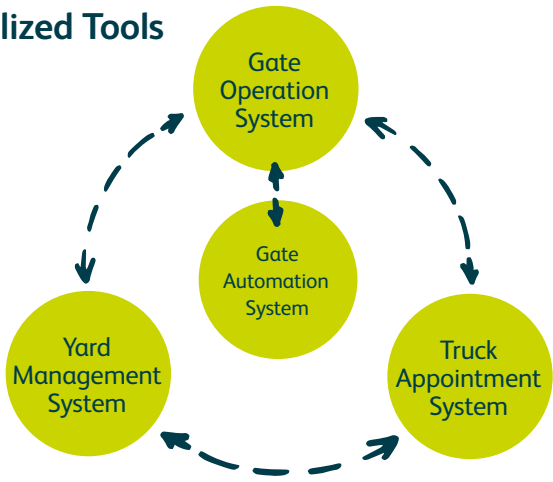 lized Tools
Gate
Operation
System
Gate
Automation
System
Yard
Management
System
Truck
Appointment
System